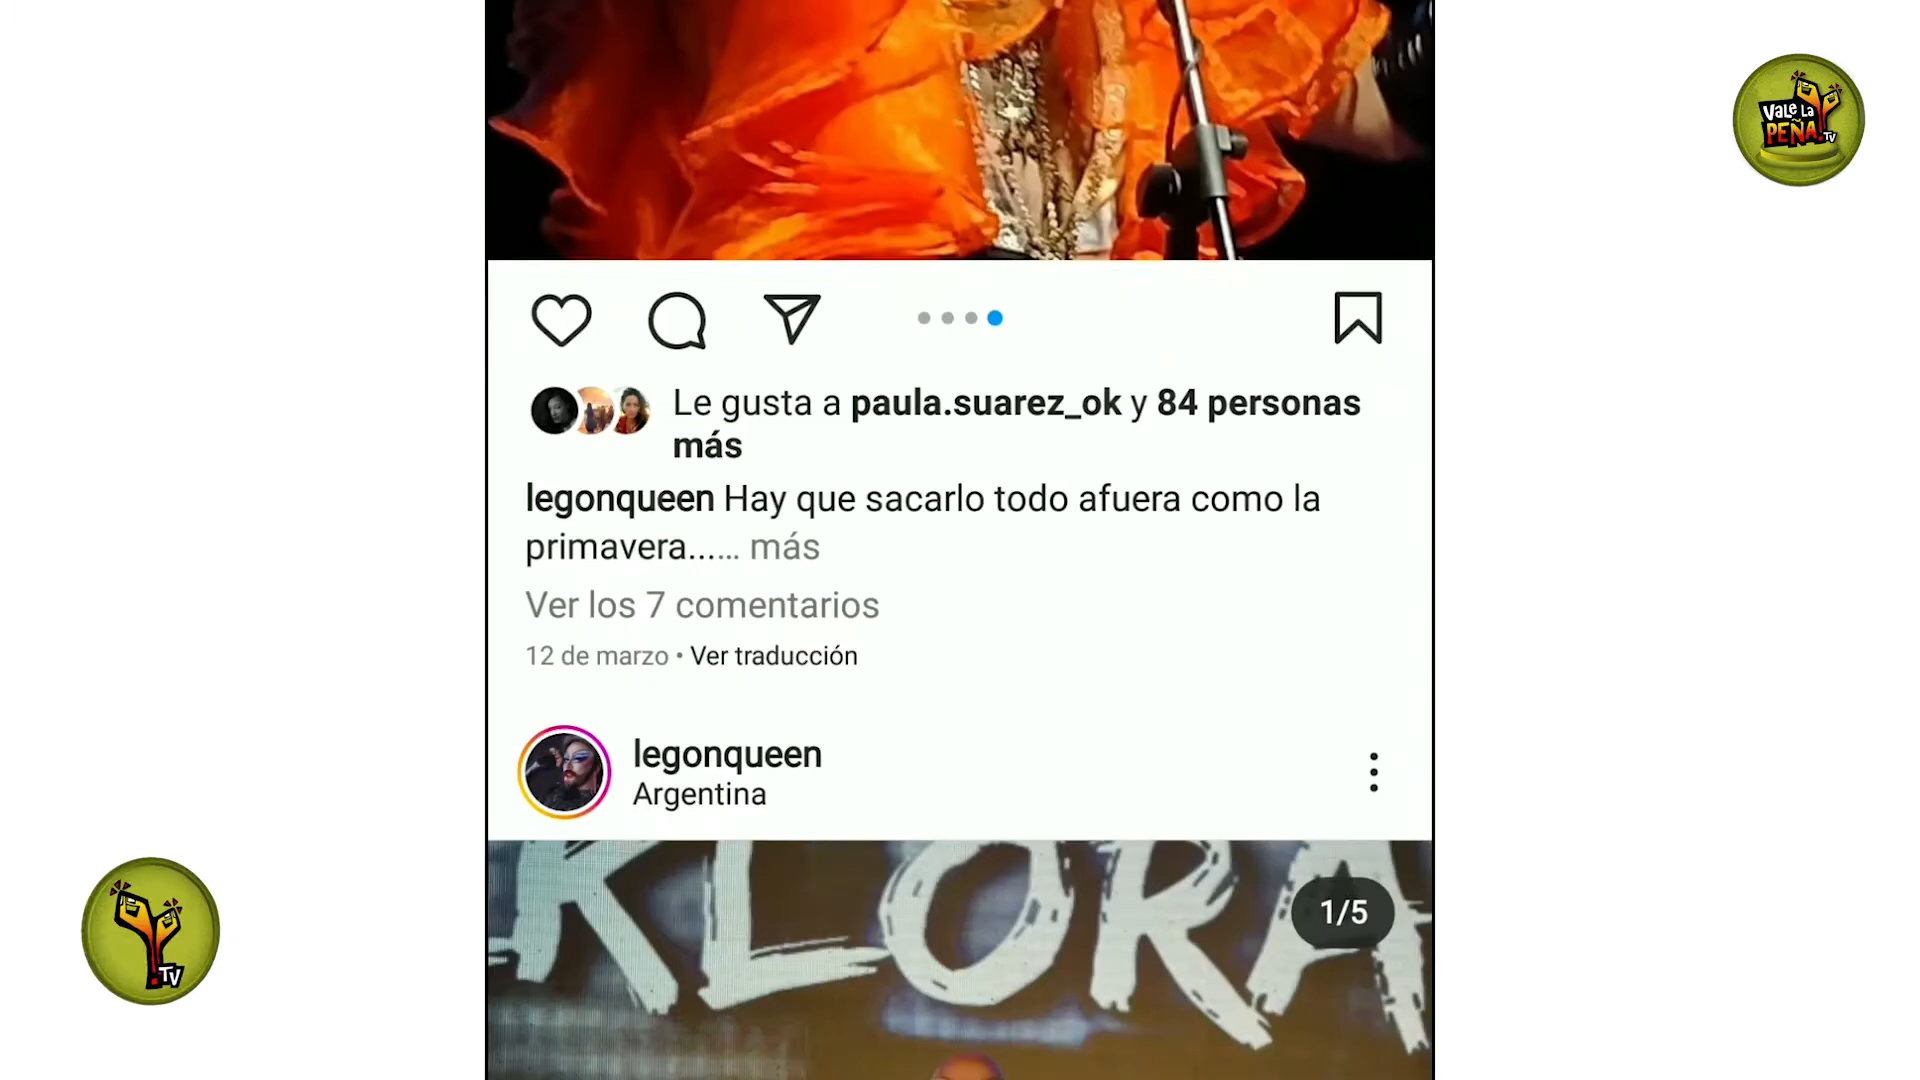 Vale La
PEÑA.TV
Le gusta a paula.suarez_ok y 84 personas
más
legonqueen Hay que sacarlo todo afuera como la
primavera...... más
Ver los 7 comentarios
12 de marzo • Ver traducción
legonqueen
Argentina
KLORA
1/5
.TV